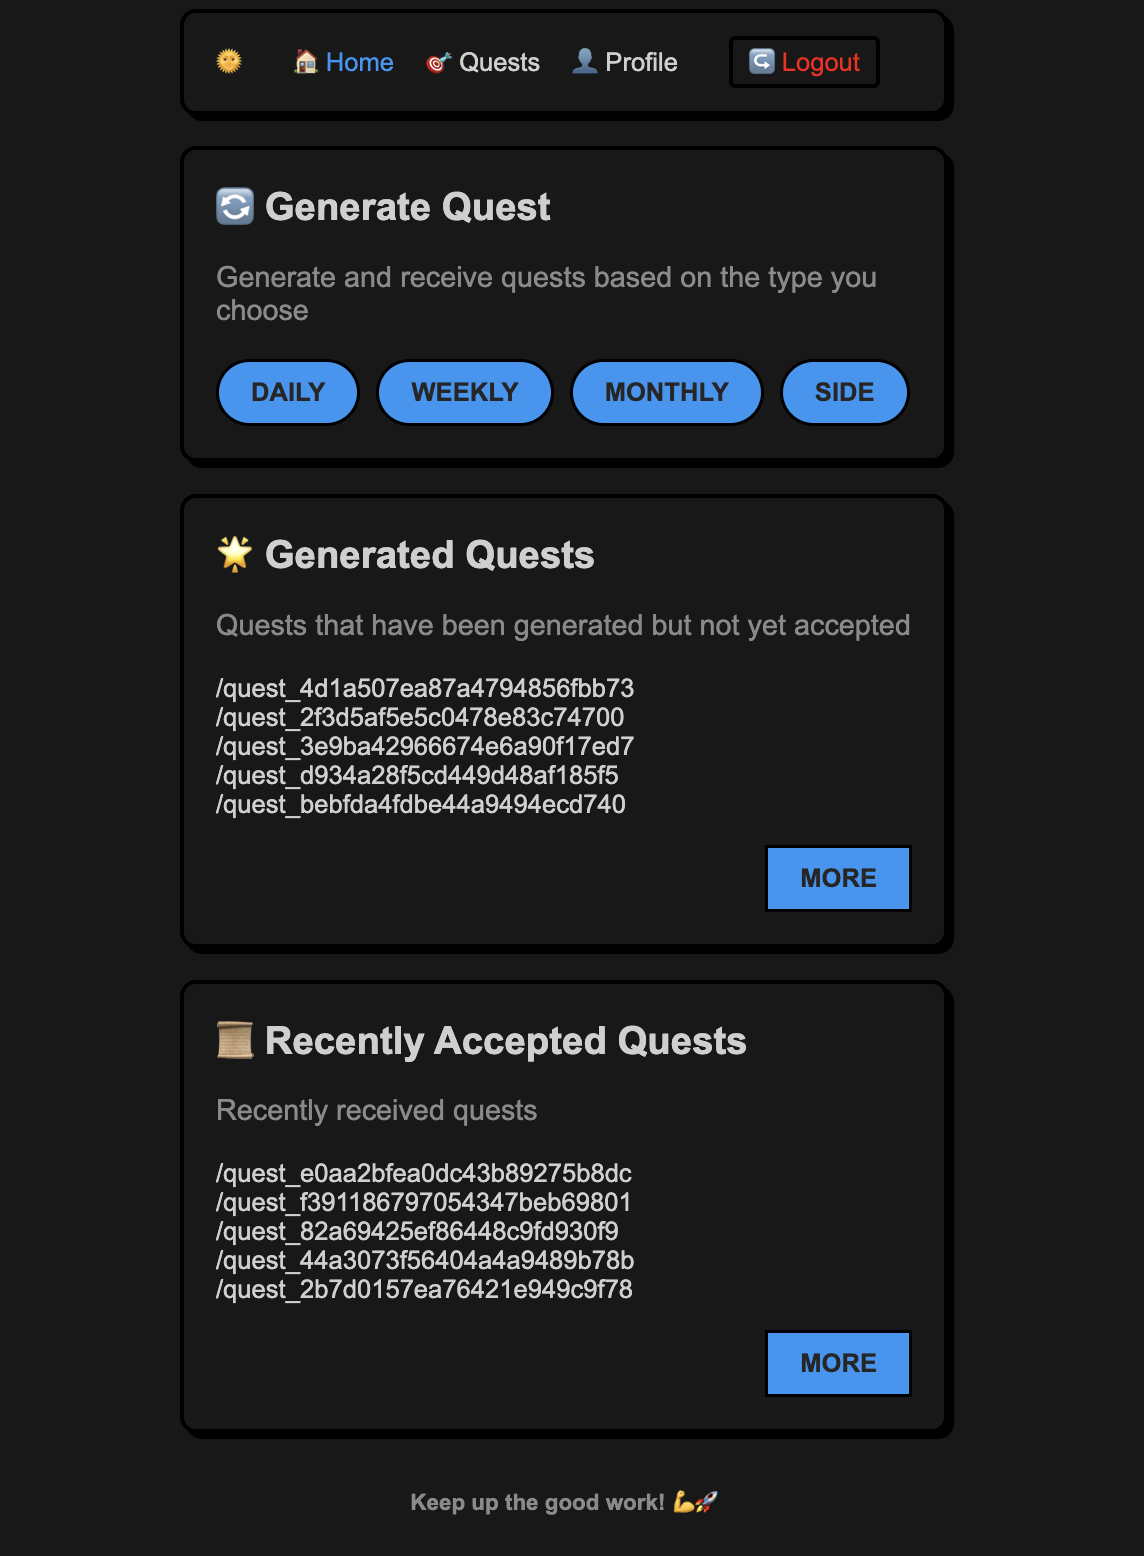 🌞 🏠 Home 🎯 Quests 👤 Profile ↪️ Logout
🔄 Generate Quest
Generate and receive quests based on the type you
choose
DAILY WEEKLY MONTHLY SIDE
🌟 Generated Quests
Quests that have been generated but not yet accepted
/quest_4d1a507ea87a4794856fbb73
/quest_2f3d5af5e5c0478e83c74700
/quest_3e9ba42966674e6a90f17ed7
/quest_d934a28f5cd449d48af185f5
/quest_bebfda4fdbe44a9494ecd740
MORE
📜 Recently Accepted Quests
Recently received quests
/quest_e0aa2bfea0dc43b89275b8dc
/quest_f391186797054347beb69801
/quest_82a69425ef86448c9fd930f9
/quest_44a3073f56404a4a9489b78b
/quest_2b7d0157ea76421e949c9f78
MORE
Keep up the good work! 💪🚀